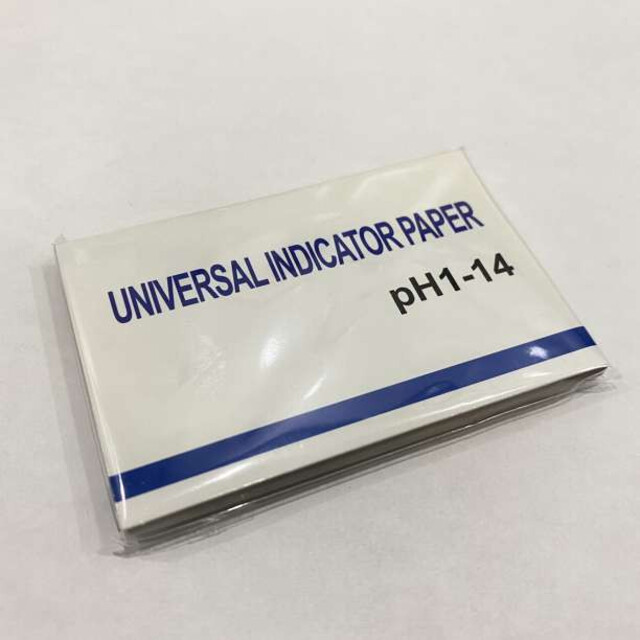 UNIVERSAL INDICATOR PAPER
pH1-14